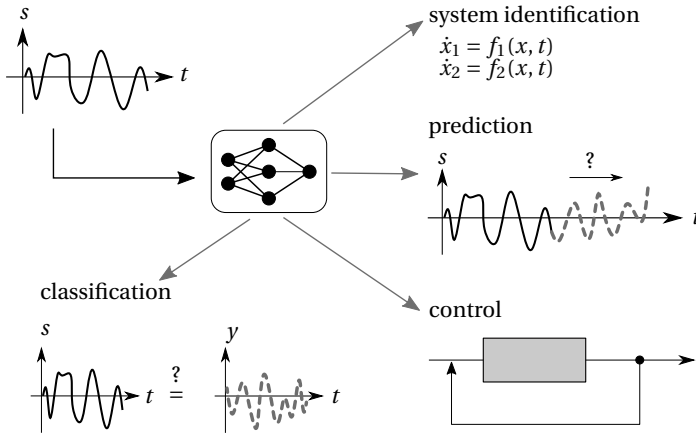 s
t
system identification
ẋ₁ = f₁(x, t)
ẋ₂ = f₂(x, t)
prediction
s
?
t
classification
s
t
?
=
y
t
control